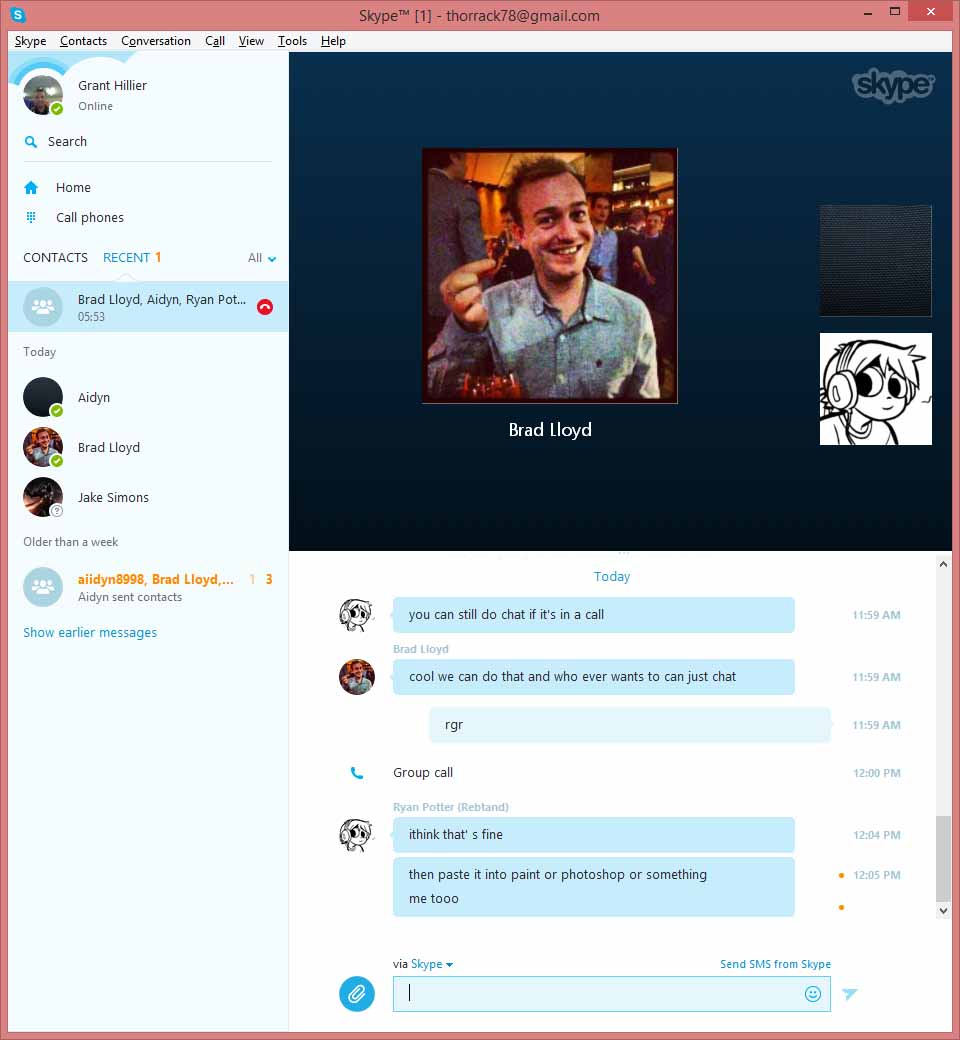 Skype™ [1] - thorrack78@gmail.com
Skype Contacts Conversation Call View Tools Help
Grant Hillier
Online
Search
Home
Call phones
CONTACTS RECENT 1 All
Brad Lloyd, Aidyn, Ryan Pot...
05:53
Today
Aidyn
Brad Lloyd
Jake Simons
Older than a week
aiidyn8998, Brad Lloyd,... 1 3
Aidyn sent contacts
Show earlier messages
skype
Brad Lloyd
Today
you can still do chat if it's in a call 11:59 AM
Brad Lloyd
cool we can do that and who ever wants to can just chat 11:59 AM
rgr 11:59 AM
Group call 12:00 PM
Ryan Potter (Rebtand)
ithink that' s fine 12:04 PM
then paste it into paint or photoshop or something 12:05 PM
me tooo
via Skype Send SMS from Skype